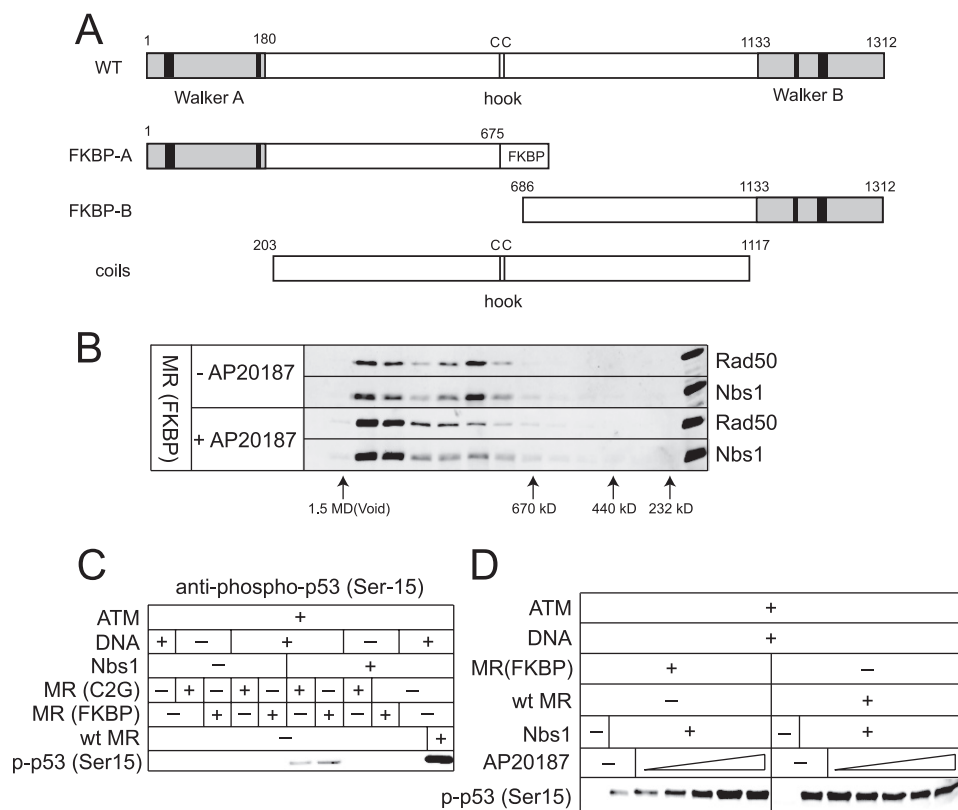 A
1 180 C C 1133 1312
WT
Walker A hook Walker B
1 675
FKBP-A FKBP
686 1133 1312
FKBP-B
203 C C 1117
coils
hook
B
MR (FKBP)
- AP20187 Rad50
Nbs1
+ AP20187 Rad50
Nbs1
1.5 MD(Void) 670 kD 440 kD 232 kD
C
anti-phospho-p53 (Ser-15)
ATM +
DNA + − + − +
Nbs1 − +
MR (C2G) − + − + − + − + −
MR (FKBP) − + − + − + − + −
wt MR − +
p-p53 (Ser15)
D
ATM +
DNA +
MR(FKBP) + −
wt MR − +
Nbs1 − + − +
AP20187 − −
p-p53 (Ser15)